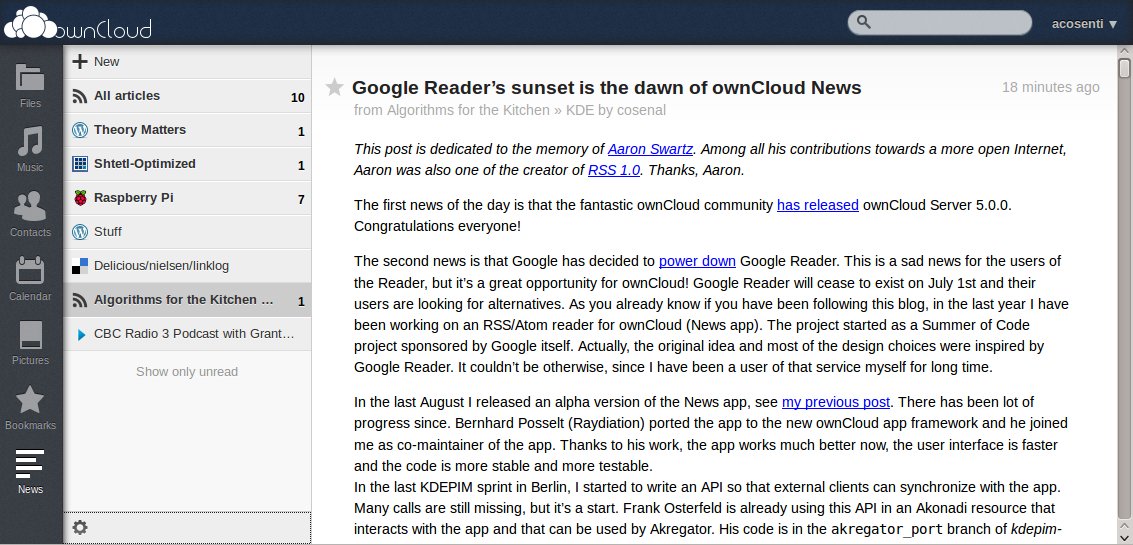 ownCloud
acosenti ▼
Files
Music
Contacts
Calendar
Pictures
Bookmarks
News
New
All articles 10
Theory Matters 1
Shtetl-Optimized 1
Raspberry Pi 7
Stuff
Delicious/nielsen/linklog
Algorithms for the Kitchen ... 1
CBC Radio 3 Podcast with Grant…
Show only unread
Google Reader’s sunset is the dawn of ownCloud News 18 minutes ago
from Algorithms for the Kitchen » KDE by cosenal
This post is dedicated to the memory of Aaron Swartz. Among all his contributions towards a more open Internet,
Aaron was also one of the creator of RSS 1.0. Thanks, Aaron.
The first news of the day is that the fantastic ownCloud community has released ownCloud Server 5.0.0.
Congratulations everyone!
The second news is that Google has decided to power down Google Reader. This is a sad news for the users of
the Reader, but it’s a great opportunity for ownCloud! Google Reader will cease to exist on July 1st and their
users are looking for alternatives. As you already know if you have been following this blog, in the last year I have
been working on an RSS/Atom reader for ownCloud (News app). The project started as a Summer of Code
project sponsored by Google itself. Actually, the original idea and most of the design choices were inspired by
Google Reader. It couldn’t be otherwise, since I have been a user of that service myself for long time.
In the last August I released an alpha version of the News app, see my previous post. There has been lot of
progress since. Bernhard Posselt (Raydiation) ported the app to the new ownCloud app framework and he joined
me as co-maintainer of the app. Thanks to his work, the app works much better now, the user interface is faster
and the code is more stable and more testable.
In the last KDEPIM sprint in Berlin, I started to write an API so that external clients can synchronize with the app.
Many calls are still missing, but it’s a start. Frank Osterfeld is already using this API in an Akonadi resource that
interacts with the app and that can be used by Akregator. His code is in the akregator_port branch of kdepim-